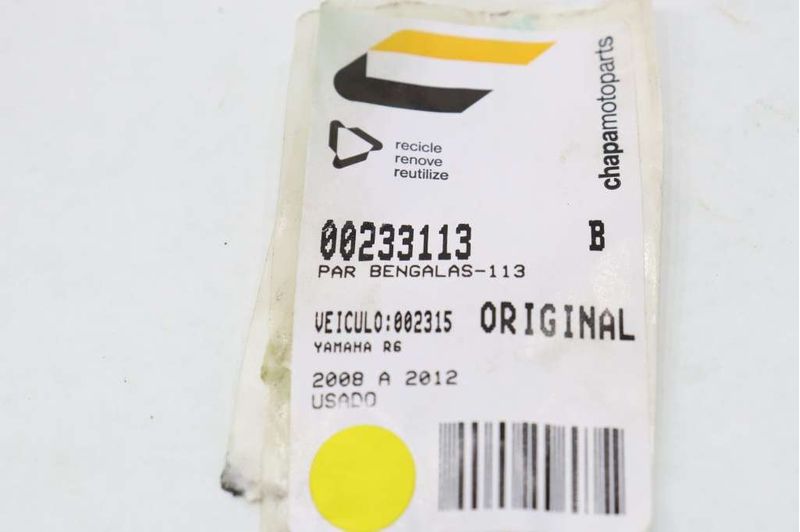 chapamotoparts
recicle
renove
reutilize
00233113 B
PAR BENGALAS-113
VEICULO:002315 ORIGINAL
YAMAHA R6
2008 A 2012
USADO